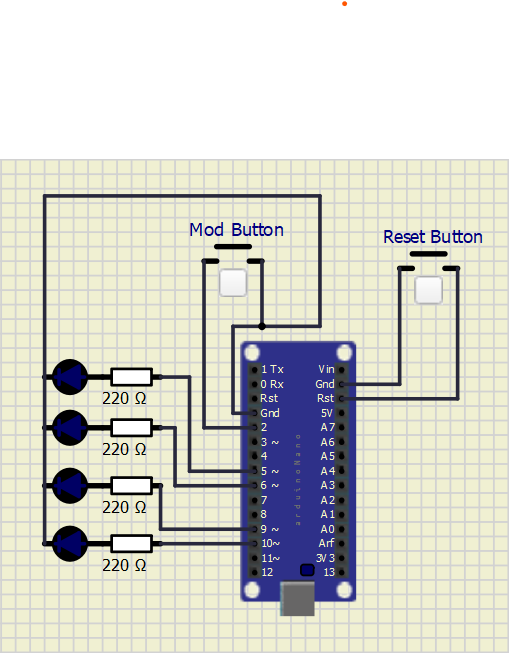 Mod Button
Reset Button
1 Tx Vin
0 Rx Gnd
Rst Rst
Gnd 5V
2 A7
3 ~ A6
4 A5
5 ~ A4
6 ~ A3
7 A2
8 A1
9 ~ A0
10~ Arf
11~ 3V3
12 13
arduinoNano
220 Ω
220 Ω
220 Ω
220 Ω